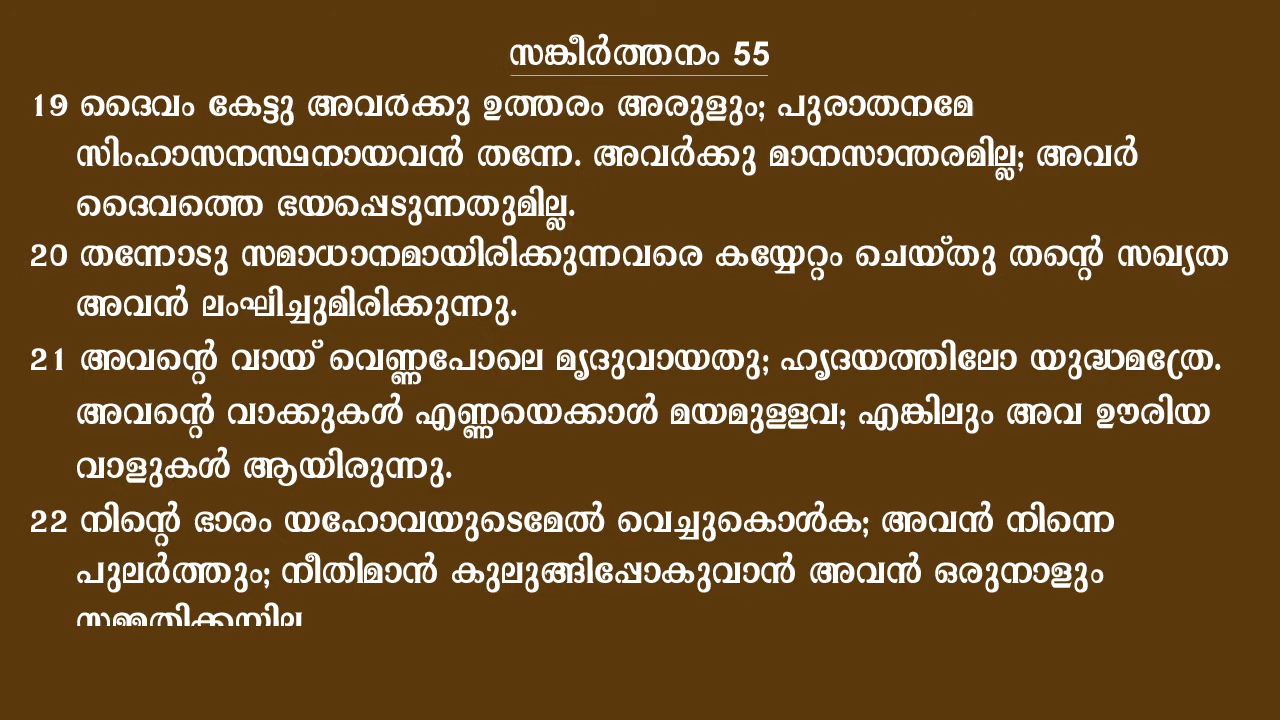 സങ്കീർത്തനം 55
19 ദൈവം കേട്ടു അവർക്കു ഉത്തരം അരുളും; പുരാതനമേ
സിംഹാസനസ്ഥനായവൻ തന്നേ. അവർക്കു മാനസാന്തരമില്ല; അവർ
ദൈവത്തെ ഭയപ്പെടുന്നതുമില്ല.
20 തന്നോടു സമാധാനമായിരിക്കുന്നവരെ കയ്യേറ്റം ചെയ്തു തന്റെ സഖ്യത
അവൻ ലംഘിച്ചുമിരിക്കുന്നു.
21 അവന്റെ വായ് വെണ്ണപോലെ മൃദുവായതു; ഹൃദയത്തിലോ യുദ്ധമത്രേ.
അവന്റെ വാക്കുകൾ എണ്ണയെക്കാൾ മയമുള്ളവ; എങ്കിലും അവ ഊരിയ
വാളുകൾ ആയിരുന്നു.
22 നിന്റെ ഭാരം യഹോവയുടെമേൽ വെച്ചുകൊൾക; അവൻ നിന്നെ
പുലർത്തും; നീതിമാൻ കുലുങ്ങിപ്പോകുവാൻ അവൻ ഒരുനാളും